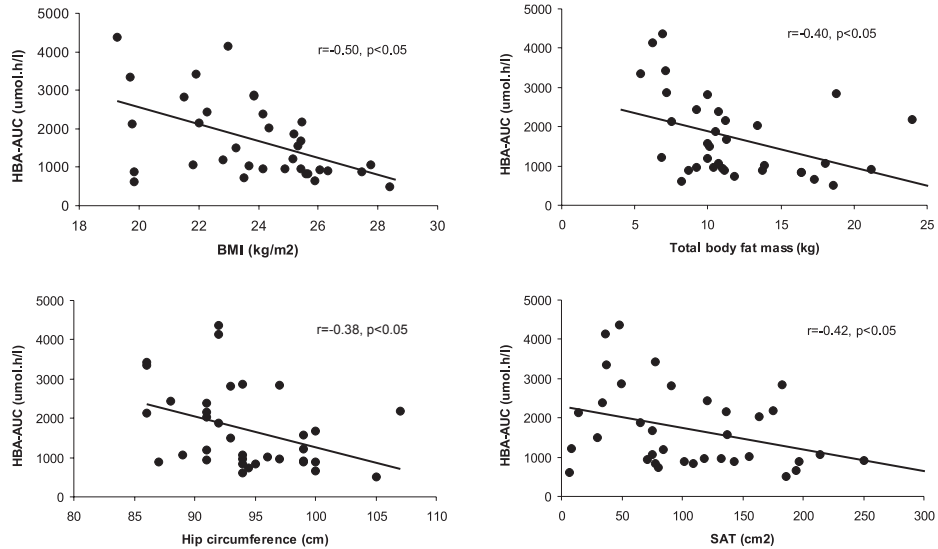 5000
4000
3000
2000
1000
0
HBA-AUC (umol.h/l)
r=-0.50, p<0.05
18 20 22 24 26 28 30
BMI (kg/m2)
5000
4000
3000
2000
1000
0
HBA-AUC (umol.h/l)
r=-0.40, p<0.05
0 5 10 15 20 25
Total body fat mass (kg)
5000
4000
3000
2000
1000
0
HBA-AUC (umol.h/l)
r=-0.38, p<0.05
80 85 90 95 100 105 110
Hip circumference (cm)
5000
4000
3000
2000
1000
0
HBA-AUC (umol.h/l)
r=-0.42, p<0.05
0 50 100 150 200 250 300
SAT (cm2)